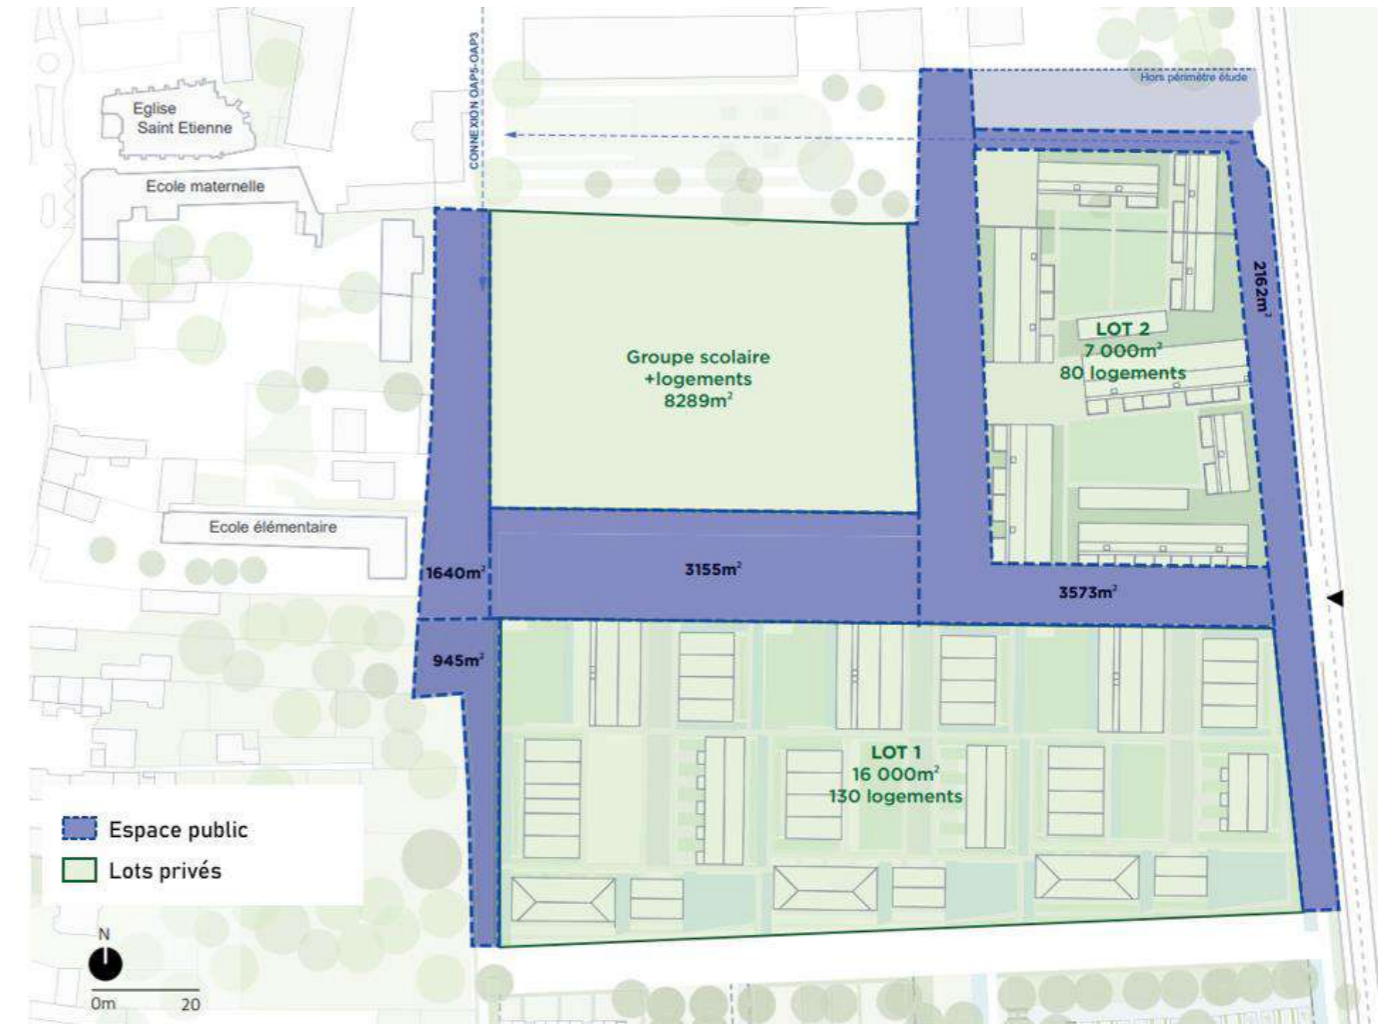 CONNEXION OAP5-OAP3
Hors périmètre étude
Eglise
Saint Etienne
Ecole maternelle
2162m²
LOT 2
7 000m²
80 logements
Groupe scolaire
+logements
8289m²
Ecole élémentaire
1640m²
3155m²
3573m²
945m²
LOT 1
16 000m²
130 logements
Espace public
Lots privés
N
0m 20